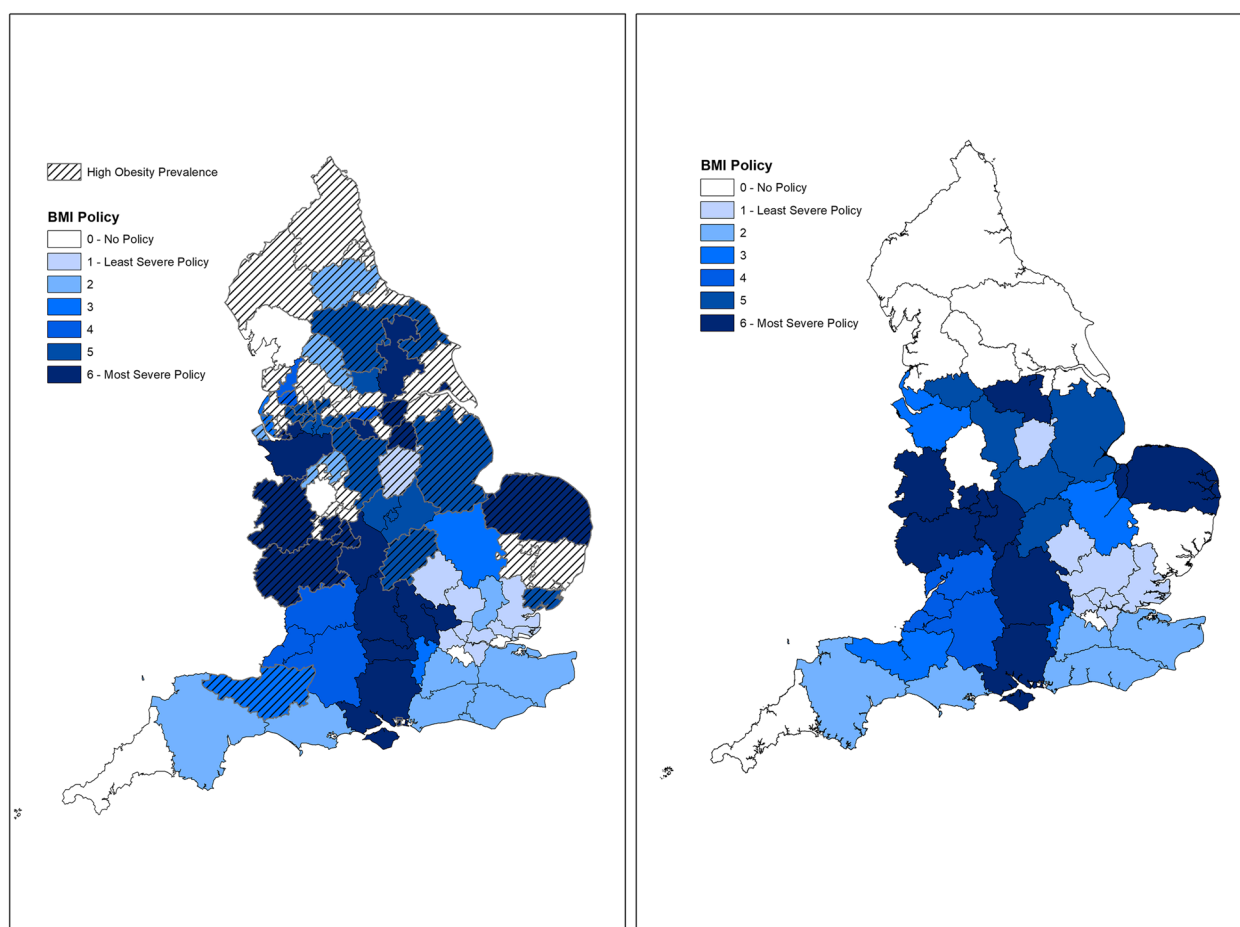 High Obesity Prevalence
BMI Policy
0 - No Policy
1 - Least Severe Policy
2
3
4
5
6 - Most Severe Policy
BMI Policy
0 - No Policy
1 - Least Severe Policy
2
3
4
5
6 - Most Severe Policy